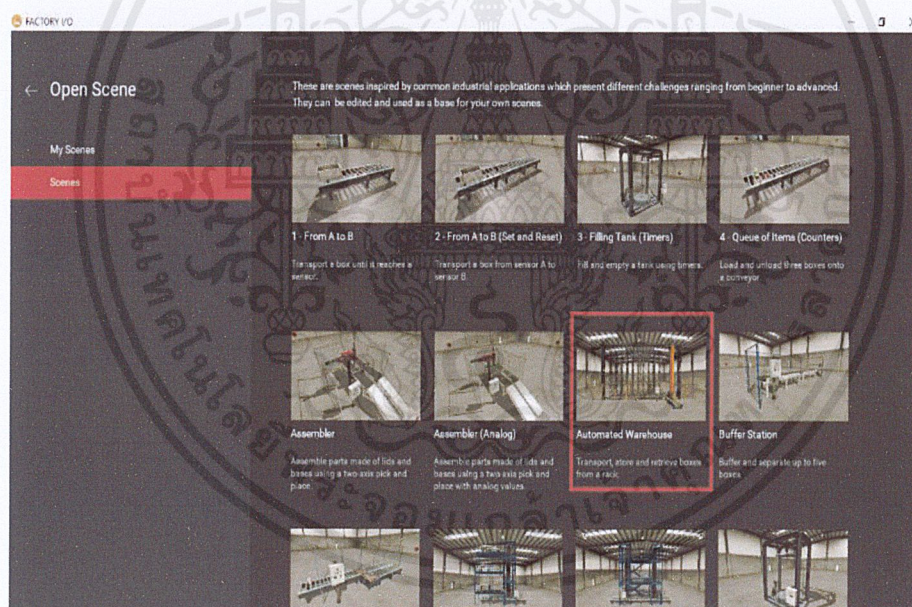 FACTORY I/O
← Open Scene
These are scenes inspired by common industrial applications which present different challenges ranging from beginner to advanced.
They can be edited and used as a base for your own scenes.
My Scenes
Scenes
1 - From A to B
2 - From A to B (Set and Reset)
3 - Filling Tank (Timers)
4 - Queue of Items (Counters)
Transport a box until it reaches a
sensor.
Transport a box from sensor A to
sensor B.
Fill and empty a tank using timers.
Load and unload three boxes onto
a conveyor.
Assembler
Assembler (Analog)
Automated Warehouse
Buffer Station
Assemble parts made of lids and
bases using a two-axis pick and
place.
Assemble parts made of lids and
bases using a two-axis pick and
place with analog values.
Transport, store and retrieve boxes
from a rack.
Buffer and separate up to five
boxes.